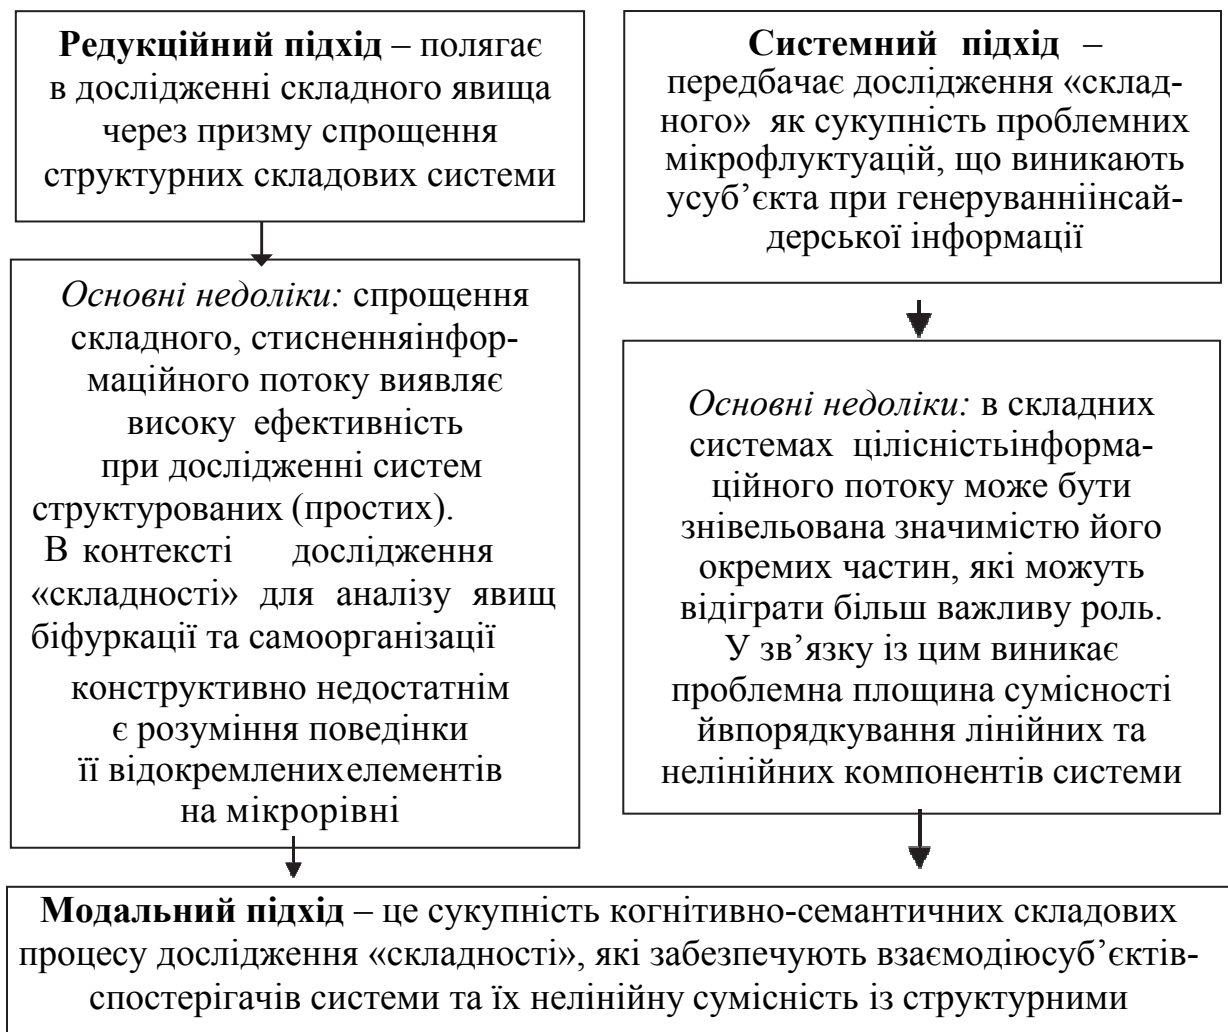 Редукційний підхід – полягає
в дослідженні складного явища
через призму спрощення
структурних складових системи
Системний підхід –
передбачає дослідження «склад-
ного» як сукупність проблемних
мікрофлуктуацій, що виникають
усуб’єкта при генеруванніінсай-
дерської інформації
Основні недоліки: спрощення
складного, стисненняінфор-
маційного потоку виявляє
високу ефективність
при дослідженні систем
структурованих (простих).
В контексті дослідження
«складності» для аналізу явищ
біфуркації та самоорганізації
конструктивно недостатнім
є розуміння поведінки
її відокремленихелементів
на мікрорівні
Основні недоліки: в складних
системах цілісністьінформа-
ційного потоку може бути
знівельована значимістю його
окремих частин, які можуть
відіграти більш важливу роль.
У зв’язку із цим виникає
проблемна площина сумісності
йвпорядкування лінійних та
нелінійних компонентів системи
Модальний підхід – це сукупність когнітивно-семантичних складових
процесу дослідження «складності», які забезпечують взаємодіюсуб’єктів-
спостерігачів системи та їх нелінійну сумісність із структурними